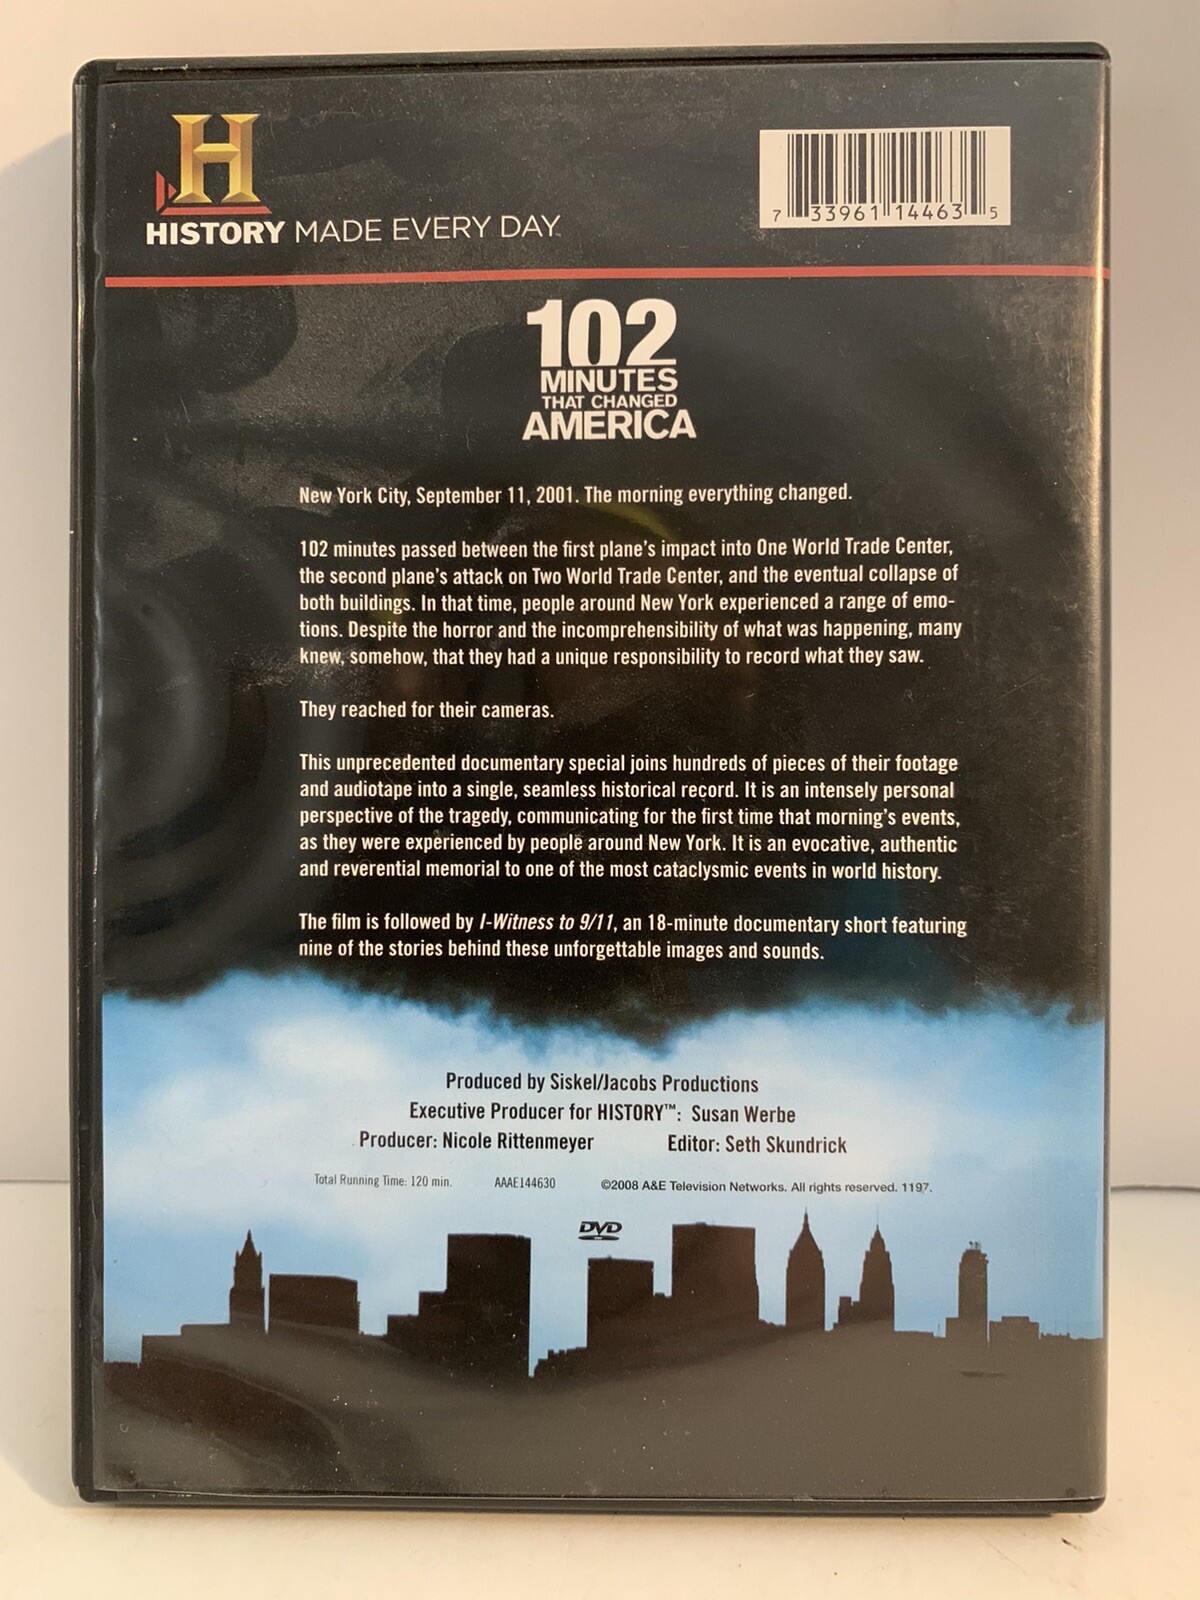 H
HISTORY MADE EVERY DAY.
7 33961 14463 5
102
MINUTES
THAT CHANGED
AMERICA
New York City, September 11, 2001. The morning everything changed.
102 minutes passed between the first plane's impact into One World Trade Center,
the second plane's attack on Two World Trade Center, and the eventual collapse of
both buildings. In that time, people around New York experienced a range of emo-
tions. Despite the horror and the incomprehensibility of what was happening, many
knew, somehow, that they had a unique responsibility to record what they saw.
They reached for their cameras.
This unprecedented documentary special joins hundreds of pieces of their footage
and audiotape into a single, seamless historical record. It is an intensely personal
perspective of the tragedy, communicating for the first time that morning's events,
as they were experienced by people around New York. It is an evocative, authentic
and reverential memorial to one of the most cataclysmic events in world history.
The film is followed by I-Witness to 9/11, an 18-minute documentary short featuring
nine of the stories behind these unforgettable images and sounds.
Produced by Siskel/Jacobs Productions
Executive Producer for HISTORY™: Susan Werbe
Producer: Nicole Rittenmeyer Editor: Seth Skundrick
Total Running Time: 120 min. AAAE144630 ©2008 A&E Television Networks. All rights reserved. 1197.
DVD